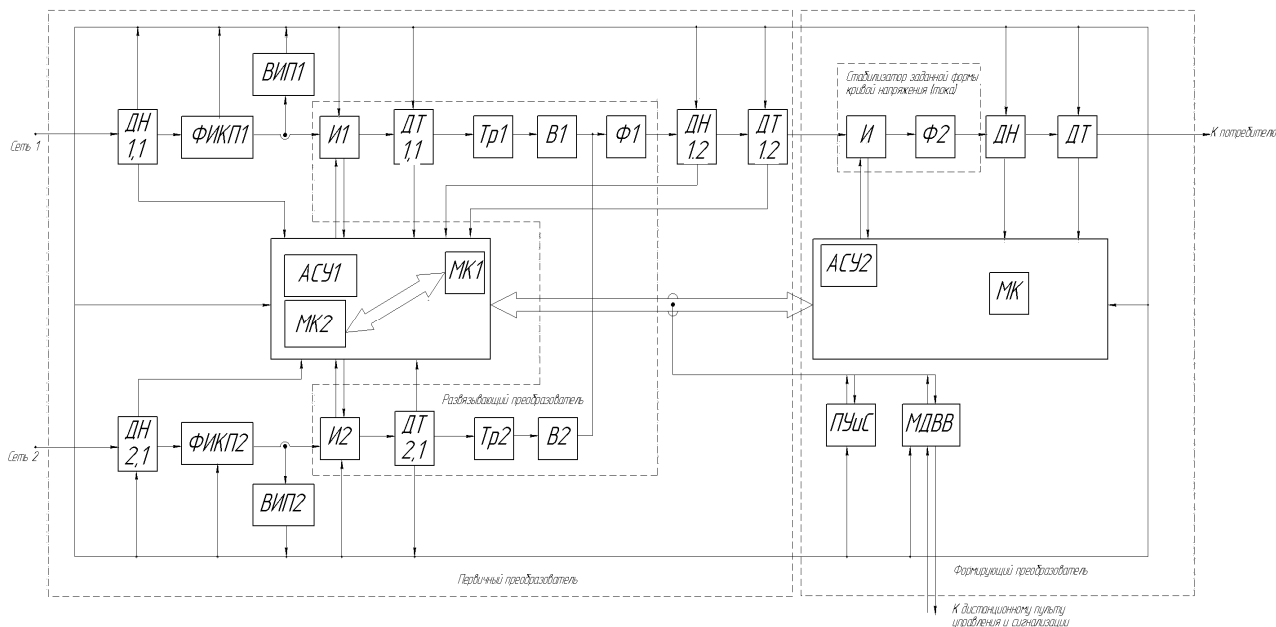 ВИП1
Стабилизатор заданной формы
кривой напряжения (тока)
Сеть 1
ДН
1,1
ФИКП1
И1
ДТ
1,1
Тр1
В1
Ф1
ДН
1.2
ДТ
1.2
И
Ф2
ДН
ДТ
К потребителю
АСУ1
МК1
МК2
АСУ2
МК
Развязывающий преобразователь
Сеть 2
ДН
2,1
ФИКП2
И2
ДТ
2,1
Тр2
В2
ПУиС
МДВВ
ВИП2
Первичный преобразователь
Формирующий преобразователь
К дистанционному пульту
управления и сигнализации